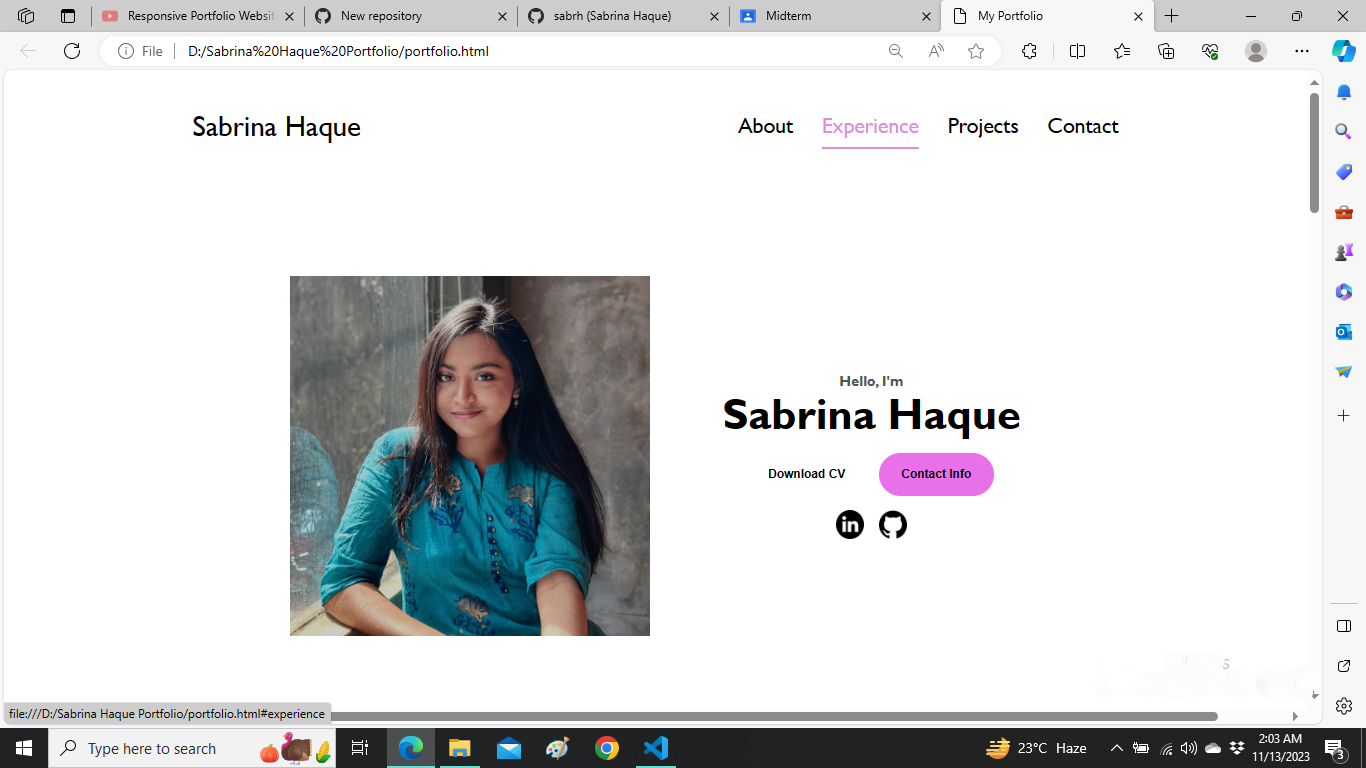 Responsive Portfolio Websit
New repository
sabrh (Sabrina Haque)
Midterm
My Portfolio
File
D:/Sabrina%20Haque%20Portfolio/portfolio.html
Sabrina Haque
About
Experience
Projects
Contact
Hello, I'm
Sabrina Haque
Download CV
Contact Info
in
file:///D:/Sabrina Haque Portfolio/portfolio.html#experience
Type here to search
23°C Haze
2:03 AM
11/13/2023
3